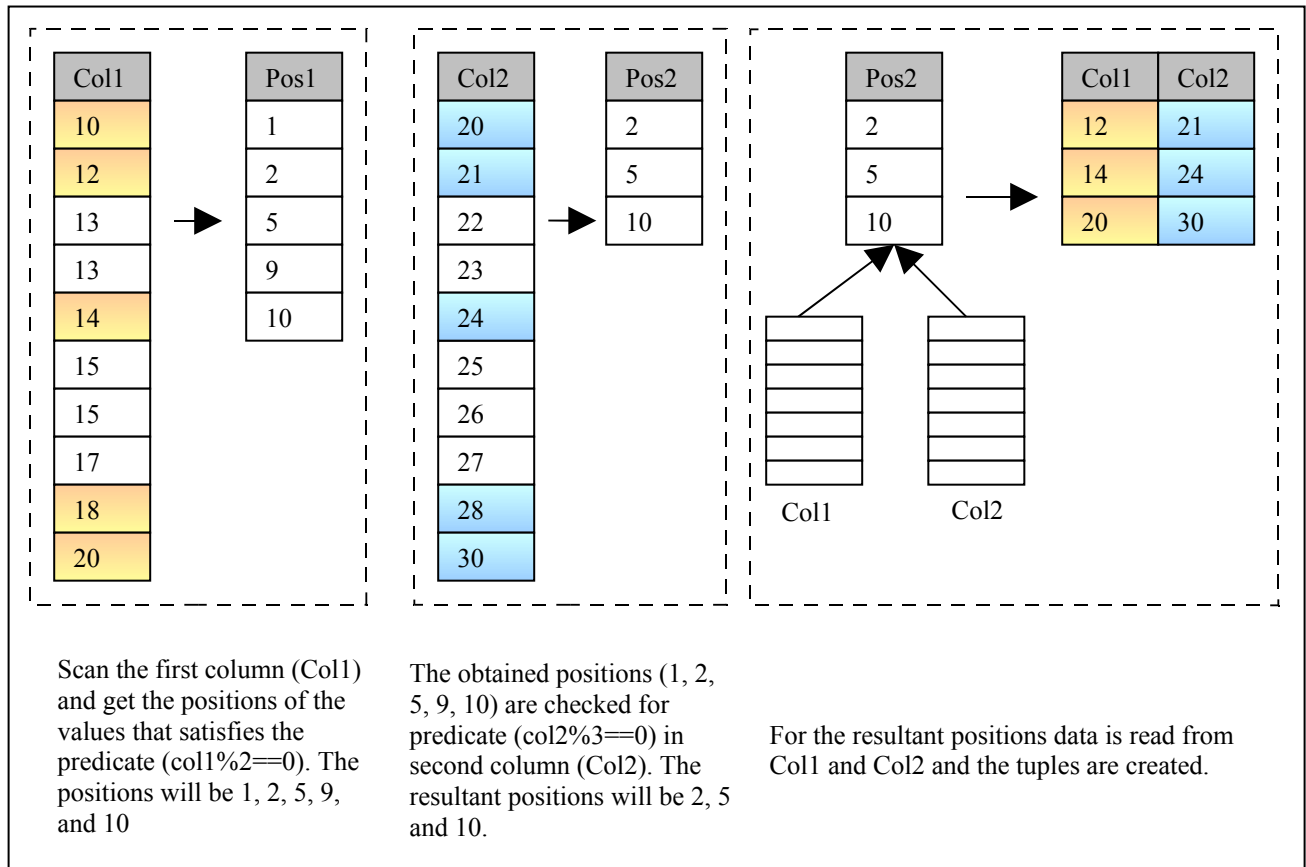 Col1
10
12
13
13
14
15
15
17
18
20
Pos1
1
2
5
9
10
Col2
20
21
22
23
24
25
26
27
28
30
Pos2
2
5
10
Pos2
2
5
10
Col1 Col2
12 21
14 24
20 30
Col1
Col2
Scan the first column (Col1)
and get the positions of the
values that satisfies the
predicate (col1%2==0). The
positions will be 1, 2, 5, 9,
and 10
The obtained positions (1, 2,
5, 9, 10) are checked for
predicate (col2%3==0) in
second column (Col2). The
resultant positions will be 2, 5
and 10.
For the resultant positions data is read from
Col1 and Col2 and the tuples are created.